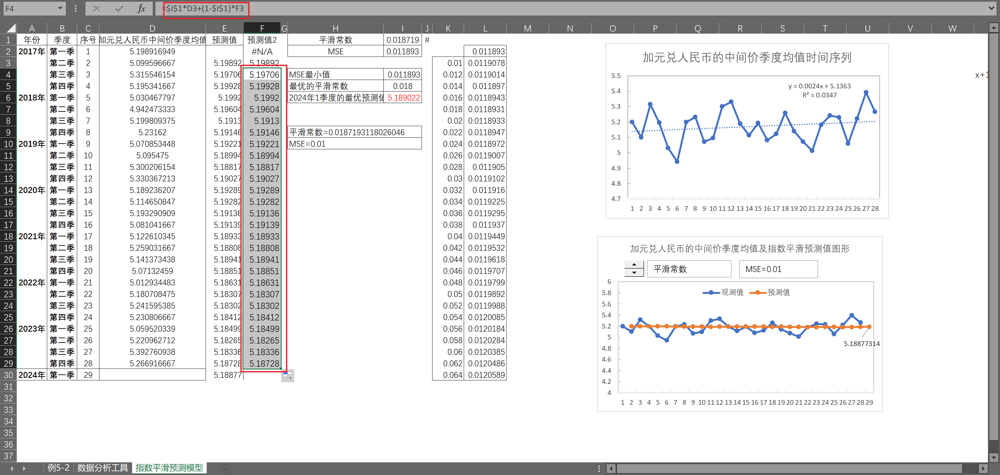 F4 fx =$I$1*D3+(1-$I$1)*F3
A B C D E F G H I J K L M N O P Q R S T U V W
1 年份 季度 序号 加元兑人民币中间价季度均值 预测值 预测值2 平滑常数 0.018719 #
2 2017年 第一季 1 5.198916949 #N/A MSE 0.011893 0.011893
3 第二季 2 5.099596667 5.19892 5.19892 0.01 0.0119078
4 第三季 3 5.315546154 5.19706 5.19706 MSE最小值 0.011893 0.012 0.0119014
5 第四季 4 5.195341667 5.19928 5.19928 最优的平滑常数 0.018 0.014 0.011897
6 2018年 第一季 5 5.030467797 5.1992 5.1992 2024年1季度的最优预测值 5.189022 0.016 0.0118943
7 第二季 6 4.942473333 5.19604 5.19604 0.018 0.0118931
8 第三季 7 5.199809375 5.1913 5.1913 0.02 0.0118933
9 第四季 8 5.23162 5.19146 5.19146 平滑常数=0.0187193118026046 0.022 0.0118947
10 2019年 第一季 9 5.070853448 5.19221 5.19221 MSE=0.01 0.024 0.0118972
11 第二季 10 5.095475 5.18994 5.18994 0.026 0.0119007
12 第三季 11 5.300206154 5.18817 5.18817 0.028 0.011905
13 第四季 12 5.330367213 5.19027 5.19027 0.03 0.0119102
14 2020年 第一季 13 5.189236207 5.19289 5.19289 0.032 0.011916
15 第二季 14 5.114650847 5.19282 5.19282 0.034 0.0119225
16 第三季 15 5.193290909 5.19136 5.19136 0.036 0.0119295
17 第四季 16 5.081041667 5.19139 5.19139 0.038 0.011937
18 2021年 第一季 17 5.122610345 5.18933 5.18933 0.04 0.0119449
19 第二季 18 5.259031667 5.18808 5.18808 0.042 0.0119532
20 第三季 19 5.141373438 5.18941 5.18941 0.044 0.0119618
21 第四季 20 5.07132459 5.18851 5.18851 0.046 0.0119707
22 2022年 第一季 21 5.012934483 5.18631 5.18631 0.048 0.0119799
23 第二季 22 5.180708475 5.18307 5.18307 0.05 0.0119892
24 第三季 23 5.241595385 5.18302 5.18302 0.052 0.0119988
25 第四季 24 5.230806667 5.18412 5.18412 0.054 0.0120085
26 2023年 第一季 25 5.059520339 5.18499 5.18499 0.056 0.0120184
27 第二季 26 5.220962712 5.18265 5.18265 0.058 0.0120284
28 第三季 27 5.392760938 5.18336 5.18336 0.06 0.0120385
29 第四季 28 5.266916667 5.18728 5.18728 0.062 0.0120486
30 2024年 第一季 29 5.18877 0.064 0.0120589
31
32
33
34
35
36
37
加元兑人民币的中间价季度均值时间序列
x+1
y = 0.0024x + 5.1363
R² = 0.0347
5.5
5.4
5.3
5.2
5.1
5
4.9
4.8
4.7
1 2 3 4 5 6 7 8 9 10 11 12 13 14 15 16 17 18 19 20 21 22 23 24 25 26 27 28
加元兑人民币的中间价季度均值及指数平滑预测值图形
平滑常数 MSE=0.01
观测值 预测值
6
5.8
5.6
5.4
5.2
5
4.8
4.6
4.4
4.2
4
5.18877314
1 2 3 4 5 6 7 8 9 10 11 12 13 14 15 16 17 18 19 20 21 22 23 24 25 26 27 28 29
例5-2 数据分析工具 指数平滑预测模型